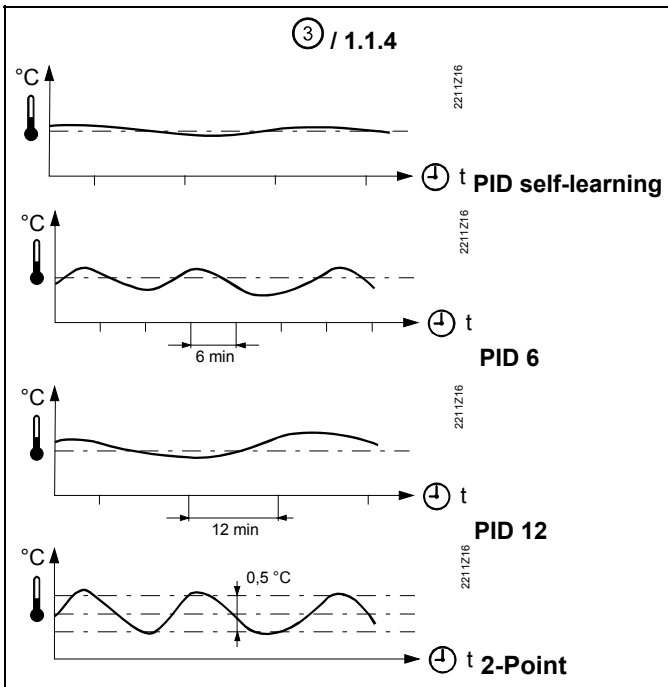 ③ / 1.1.4
°C
2211Z16
t PID self-learning
°C
2211Z16
t
6 min
PID 6
°C
2211Z16
t
12 min
PID 12
°C
0,5 °C
2211Z16
t 2-Point